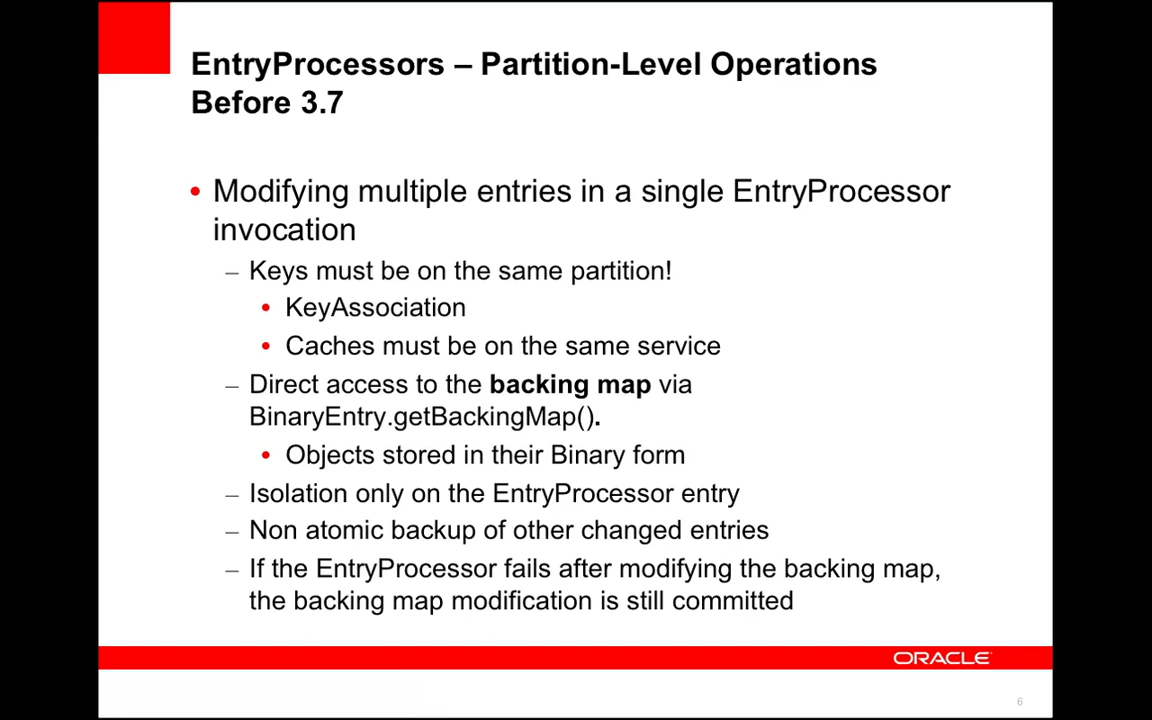 EntryProcessors – Partition-Level Operations
Before 3.7
• Modifying multiple entries in a single EntryProcessor
invocation
– Keys must be on the same partition!
• KeyAssociation
• Caches must be on the same service
– Direct access to the backing map via
BinaryEntry.getBackingMap().
• Objects stored in their Binary form
– Isolation only on the EntryProcessor entry
– Non atomic backup of other changed entries
– If the EntryProcessor fails after modifying the backing map,
the backing map modification is still committed
ORACLE
6